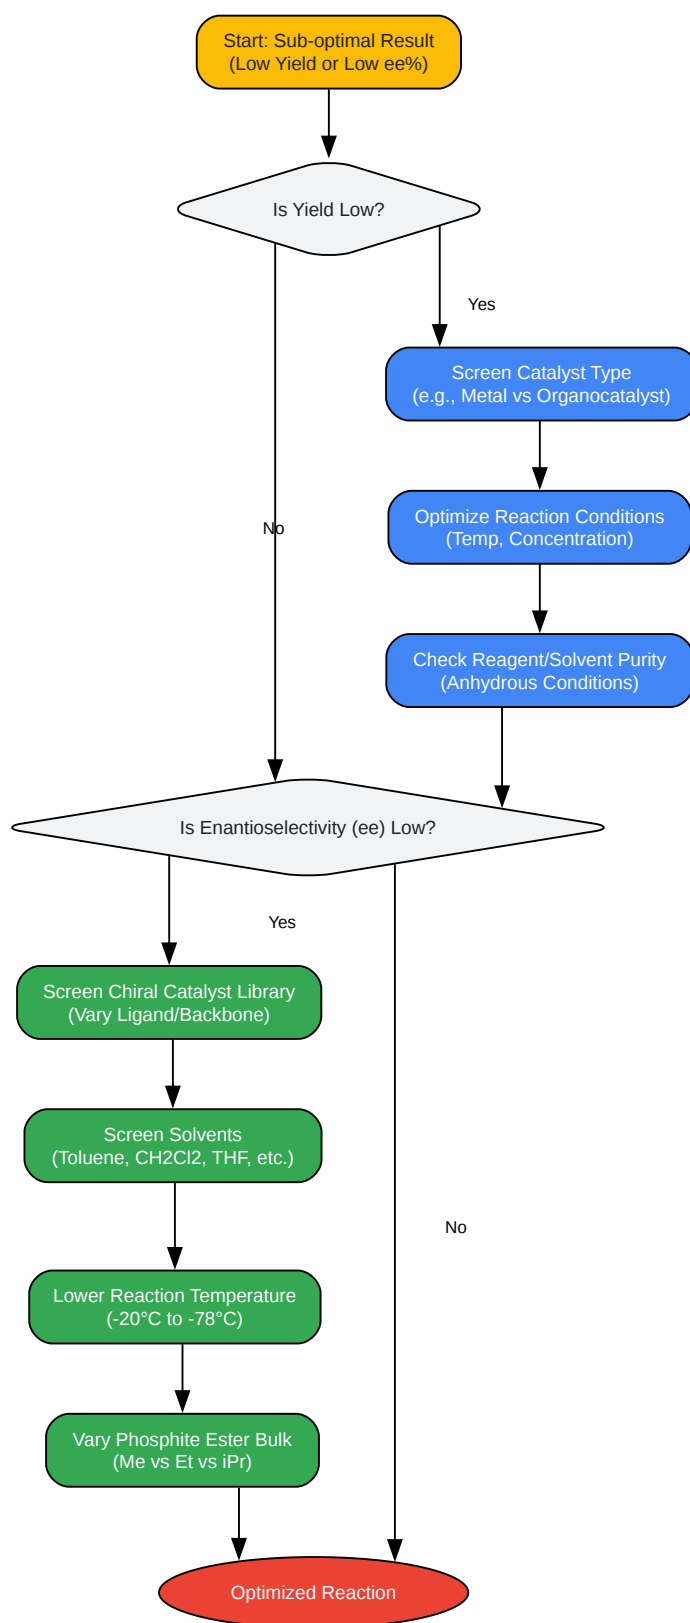 Start: Sub-optimal Result
(Low Yield or Low ee%)
Is Yield Low?
Yes
Screen Catalyst Type
(e.g., Metal vs Organocatalyst)
Optimize Reaction Conditions
(Temp, Concentration)
No
Check Reagent/Solvent Purity
(Anhydrous Conditions)
Is Enantioselectivity (ee) Low?
Yes
Screen Chiral Catalyst Library
(Vary Ligand/Backbone)
Screen Solvents
(Toluene, CH2Cl2, THF, etc.)
No
Lower Reaction Temperature
(-20°C to -78°C)
Vary Phosphite Ester Bulk
(Me vs Et vs iPr)
Optimized Reaction